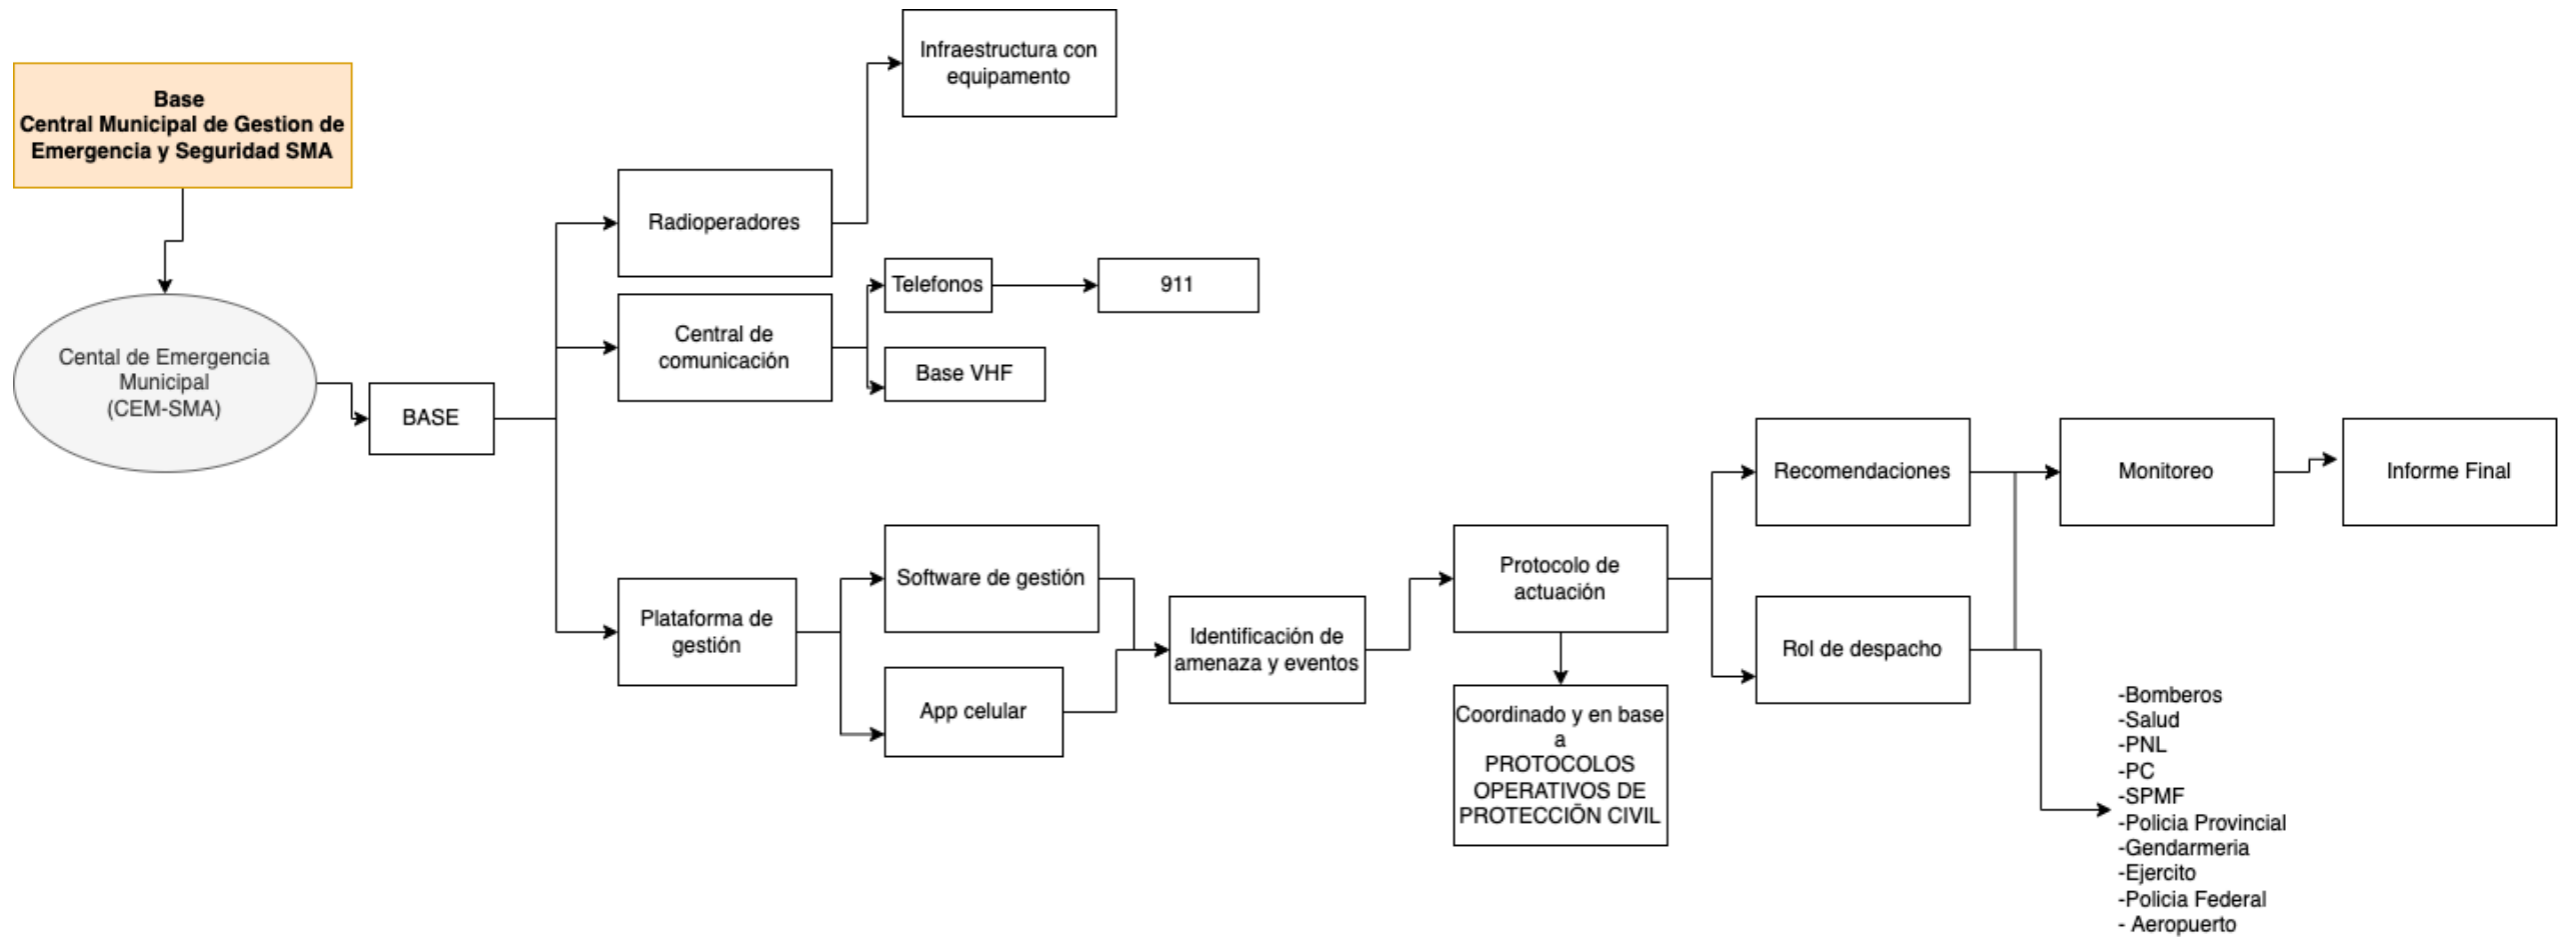 Base
Central Municipal de Gestion de
Emergencia y Seguridad SMA
Cental de Emergencia
Municipal
(CEM-SMA)
BASE
Radioperadores
Infraestructura con
equipamento
Central de
comunicación
Telefonos
911
Base VHF
Plataforma de
gestión
Software de gestión
App celular
Identificación de
amenaza y eventos
Protocolo de
actuación
Coordinado y en base
a
PROTOCOLOS
OPERATIVOS DE
PROTECCIÕN CIVIL
Recomendaciones
Rol de despacho
Monitoreo
Informe Final
-Bomberos
-Salud
-PNL
-PC
-SPMF
-Policia Provincial
-Gendarmeria
-Ejercito
-Policia Federal
- Aeropuerto